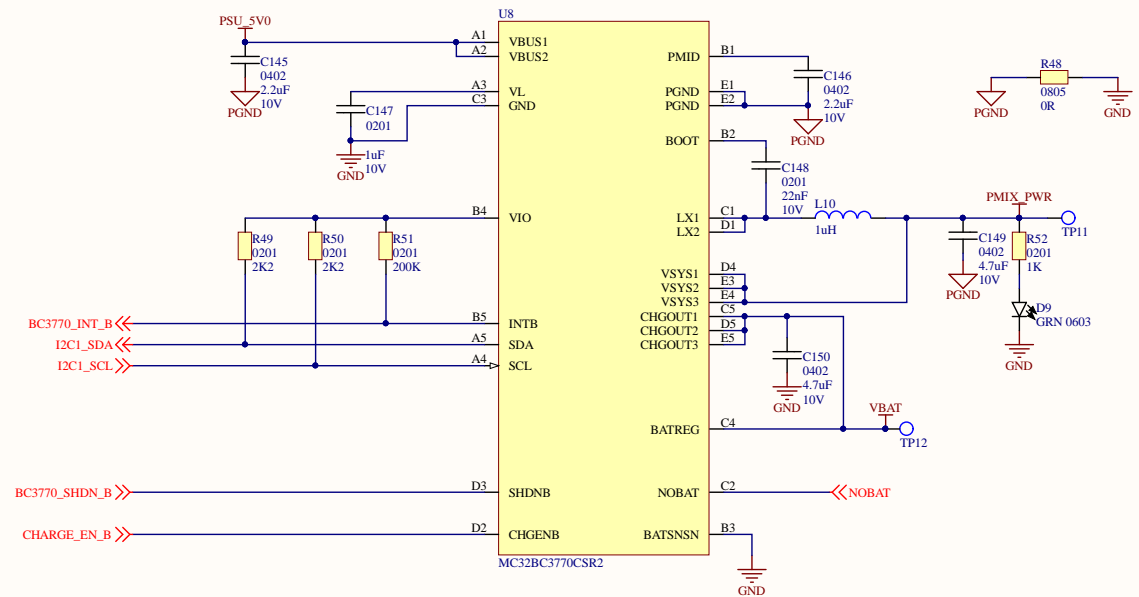 U8
PSU_5V0
A1 VBUS1
A2 VBUS2
C145
0402
2.2uF
10V
PGND
A3 VL
C3 GND
C147
0201
1uF
10V
GND
B4 VIO
R49
0201
2K2
R50
0201
2K2
R51
0201
200K
BC3770_INT_B
B5 INTB
I2C1_SDA
A5 SDA
I2C1_SCL
A4 SCL
BC3770_SHDN_B
D3 SHDNB
CHARGE_EN_B
D2 CHGENB
MC32BC3770CSR2
PMID B1
C146
0402
2.2uF
10V
PGND
PGND E1
PGND E2
BOOT B2
C148
0201
22nF
10V
LX1 C1
LX2 D1
L10
1uH
VSYS1 D4
VSYS2 E3
VSYS3 E4
CHGOUT1 C5
CHGOUT2 D5
CHGOUT3 E5
C150
0402
4.7uF
10V
GND
BATREG C4
VBAT
TP12
NOBAT C2
NOBAT
BATSNSN B3
GND
R48
0805
0R
PGND
GND
PMIX_PWR
TP11
C149
0402
4.7uF
10V
PGND
R52
0201
1K
D9
GRN 0603
GND